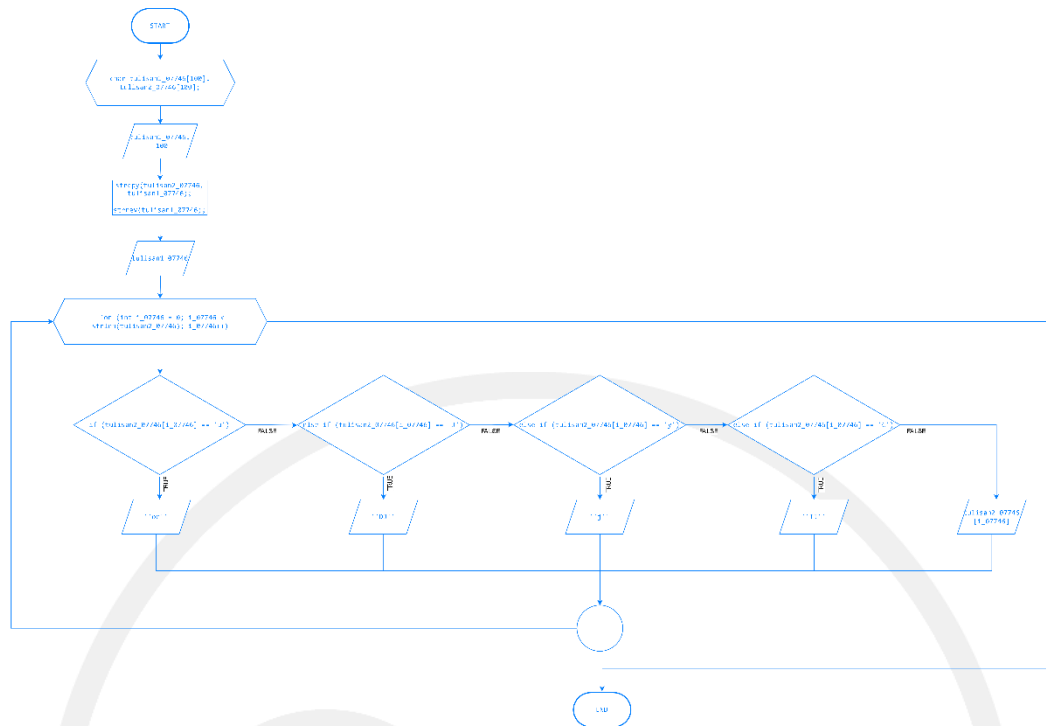 START
char tulisan1_07746[100],
tulisan2_07746[100];
tulisan1_07746,
100
strcpy(tulisan2_07746,
tulisan1_07746);
strrev(tulisan1_07746);
tulisan1_07746
for (int i_07746 = 0; i_07746 <
strlen(tulisan2_07746); i_07746++)
if (tulisan2_07746[i_07746] ==
FALSE
else if (tulisan2_07746[i_07746] ==
FALSE
else if (tulisan2_07746[i_07746] == 'y')
FALSE
else if (tulisan2_07746[i_07746] ==
FALSE
TRUE
TRUE
TRUE
TRUE
tulisan2_07746
[i_07746]
END